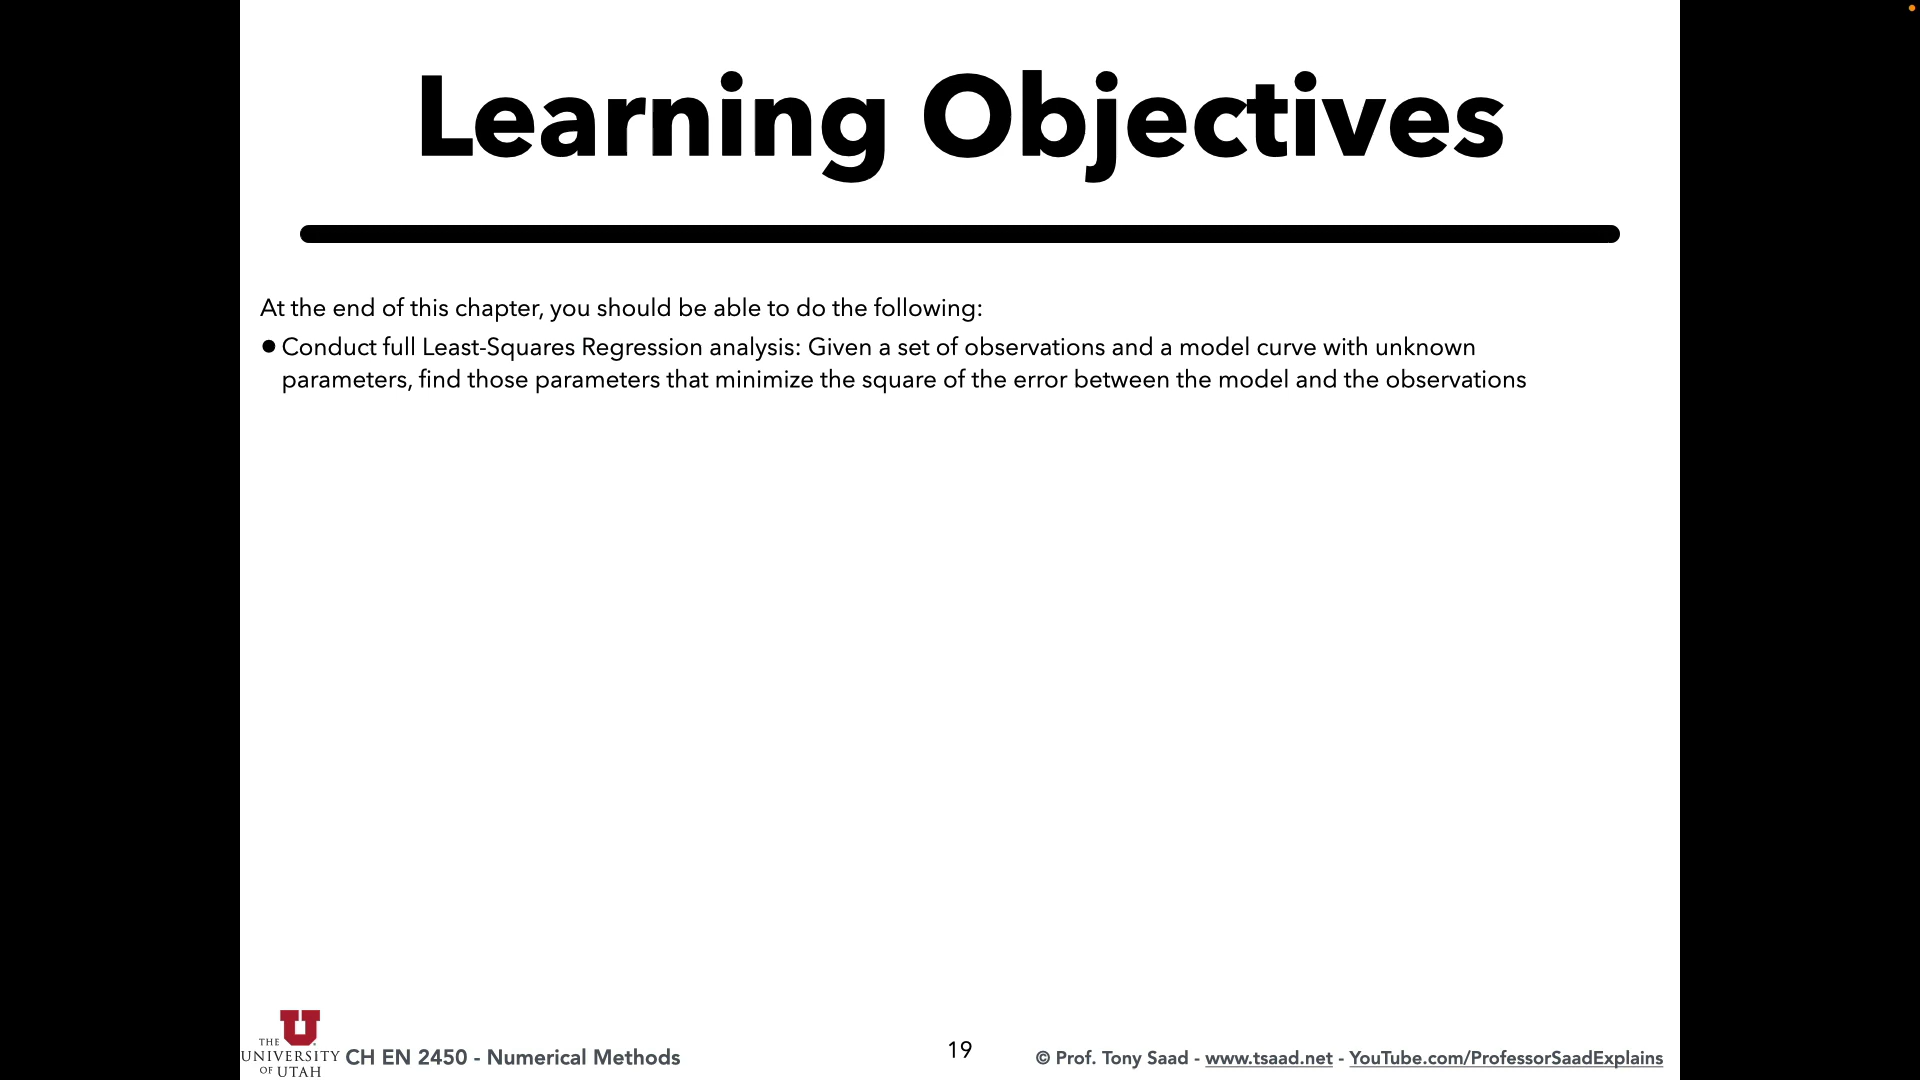 Learning Objectives
At the end of this chapter, you should be able to do the following:
● Conduct full Least-Squares Regression analysis: Given a set of observations and a model curve with unknown
parameters, find those parameters that minimize the square of the error between the model and the observations
U
THE
UNIVERSITY
OF UTAH
CH EN 2450 - Numerical Methods
19
© Prof. Tony Saad - www.tsaad.net - YouTube.com/ProfessorSaadExplains